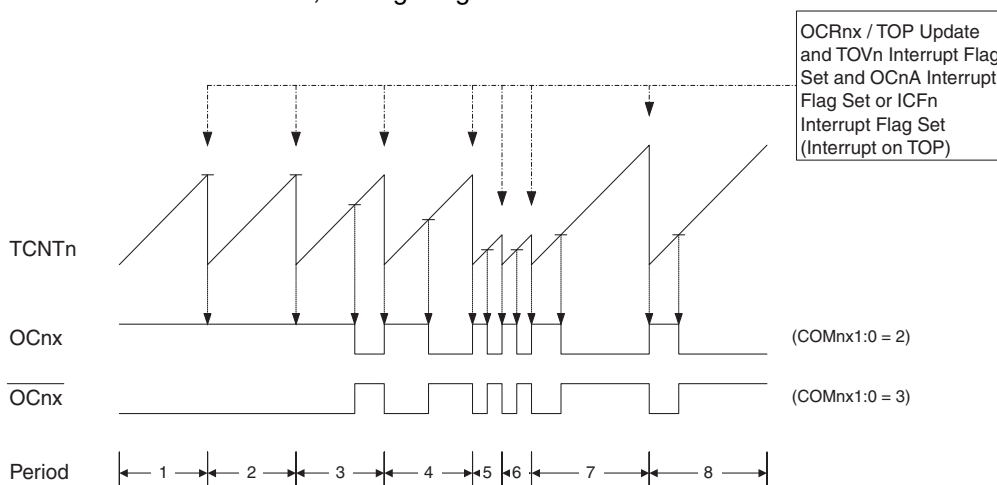 OCRnx / TOP Update
and TOVn Interrupt Flag
Set and OCnA Interrupt
Flag Set or ICFn
Interrupt Flag Set
(Interrupt on TOP)
TCNTn
OCnx
(COMnx1:0 = 2)
OCnx
(COMnx1:0 = 3)
Period
1
2
3
4
5
6
7
8